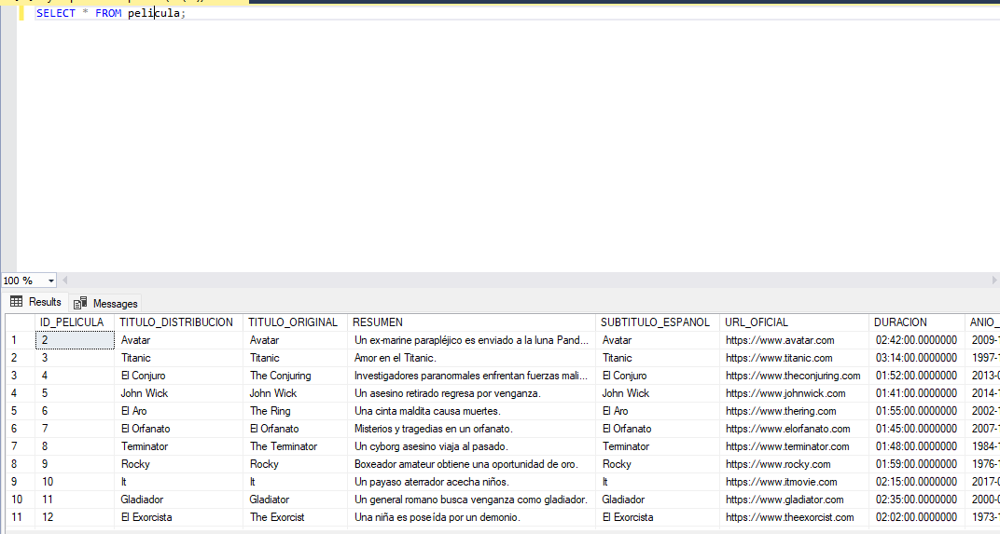 SELECT * FROM pelicula;
100 %
Results Messages
ID_PELICULA TITULO_DISTRIBUCION TITULO_ORIGINAL RESUMEN SUBTITULO_ESPANOL URL_OFICIAL DURACION ANIO_
1 2 Avatar Avatar Un ex-marine parapléjico es enviado a la luna Pand... Avatar https://www.avatar.com 02:42:00.0000000 2009-1
2 3 Titanic Titanic Amor en el Titanic. Titanic https://www.titanic.com 03:14:00.0000000 1997-1
3 4 El Conjuro The Conjuring Investigadores paranormales enfrentan fuerzas mali... El Conjuro https://www.theconjuring.com 01:52:00.0000000 2013-0
4 5 John Wick John Wick Un asesino retirado regresa por venganza. John Wick https://www.johnwick.com 01:41:00.0000000 2014-1
5 6 El Aro The Ring Una cinta maldita causa muertes. El Aro https://www.thering.com 01:55:00.0000000 2002-1
6 7 El Orfanato El Orfanato Misterios y tragedias en un orfanato. El Orfanato https://www.elorfanato.com 01:45:00.0000000 2007-1
7 8 Terminator The Terminator Un cyborg asesino viaja al pasado. Terminator https://www.terminator.com 01:48:00.0000000 1984-1
8 9 Rocky Rocky Boxeador amateur obtiene una oportunidad de oro. Rocky https://www.rocky.com 01:59:00.0000000 1976-1
9 10 It It Un payaso aterrador acecha niños. It https://www.itmovie.com 02:15:00.0000000 2017-0
10 11 Gladiador Gladiator Un general romano busca venganza como gladiador. Gladiador https://www.gladiator.com 02:35:00.0000000 2000-0
11 12 El Exorcista The Exorcist Una niña es poseída por un demonio. El Exorcista https://www.theexorcist.com 02:02:00.0000000 1973-1